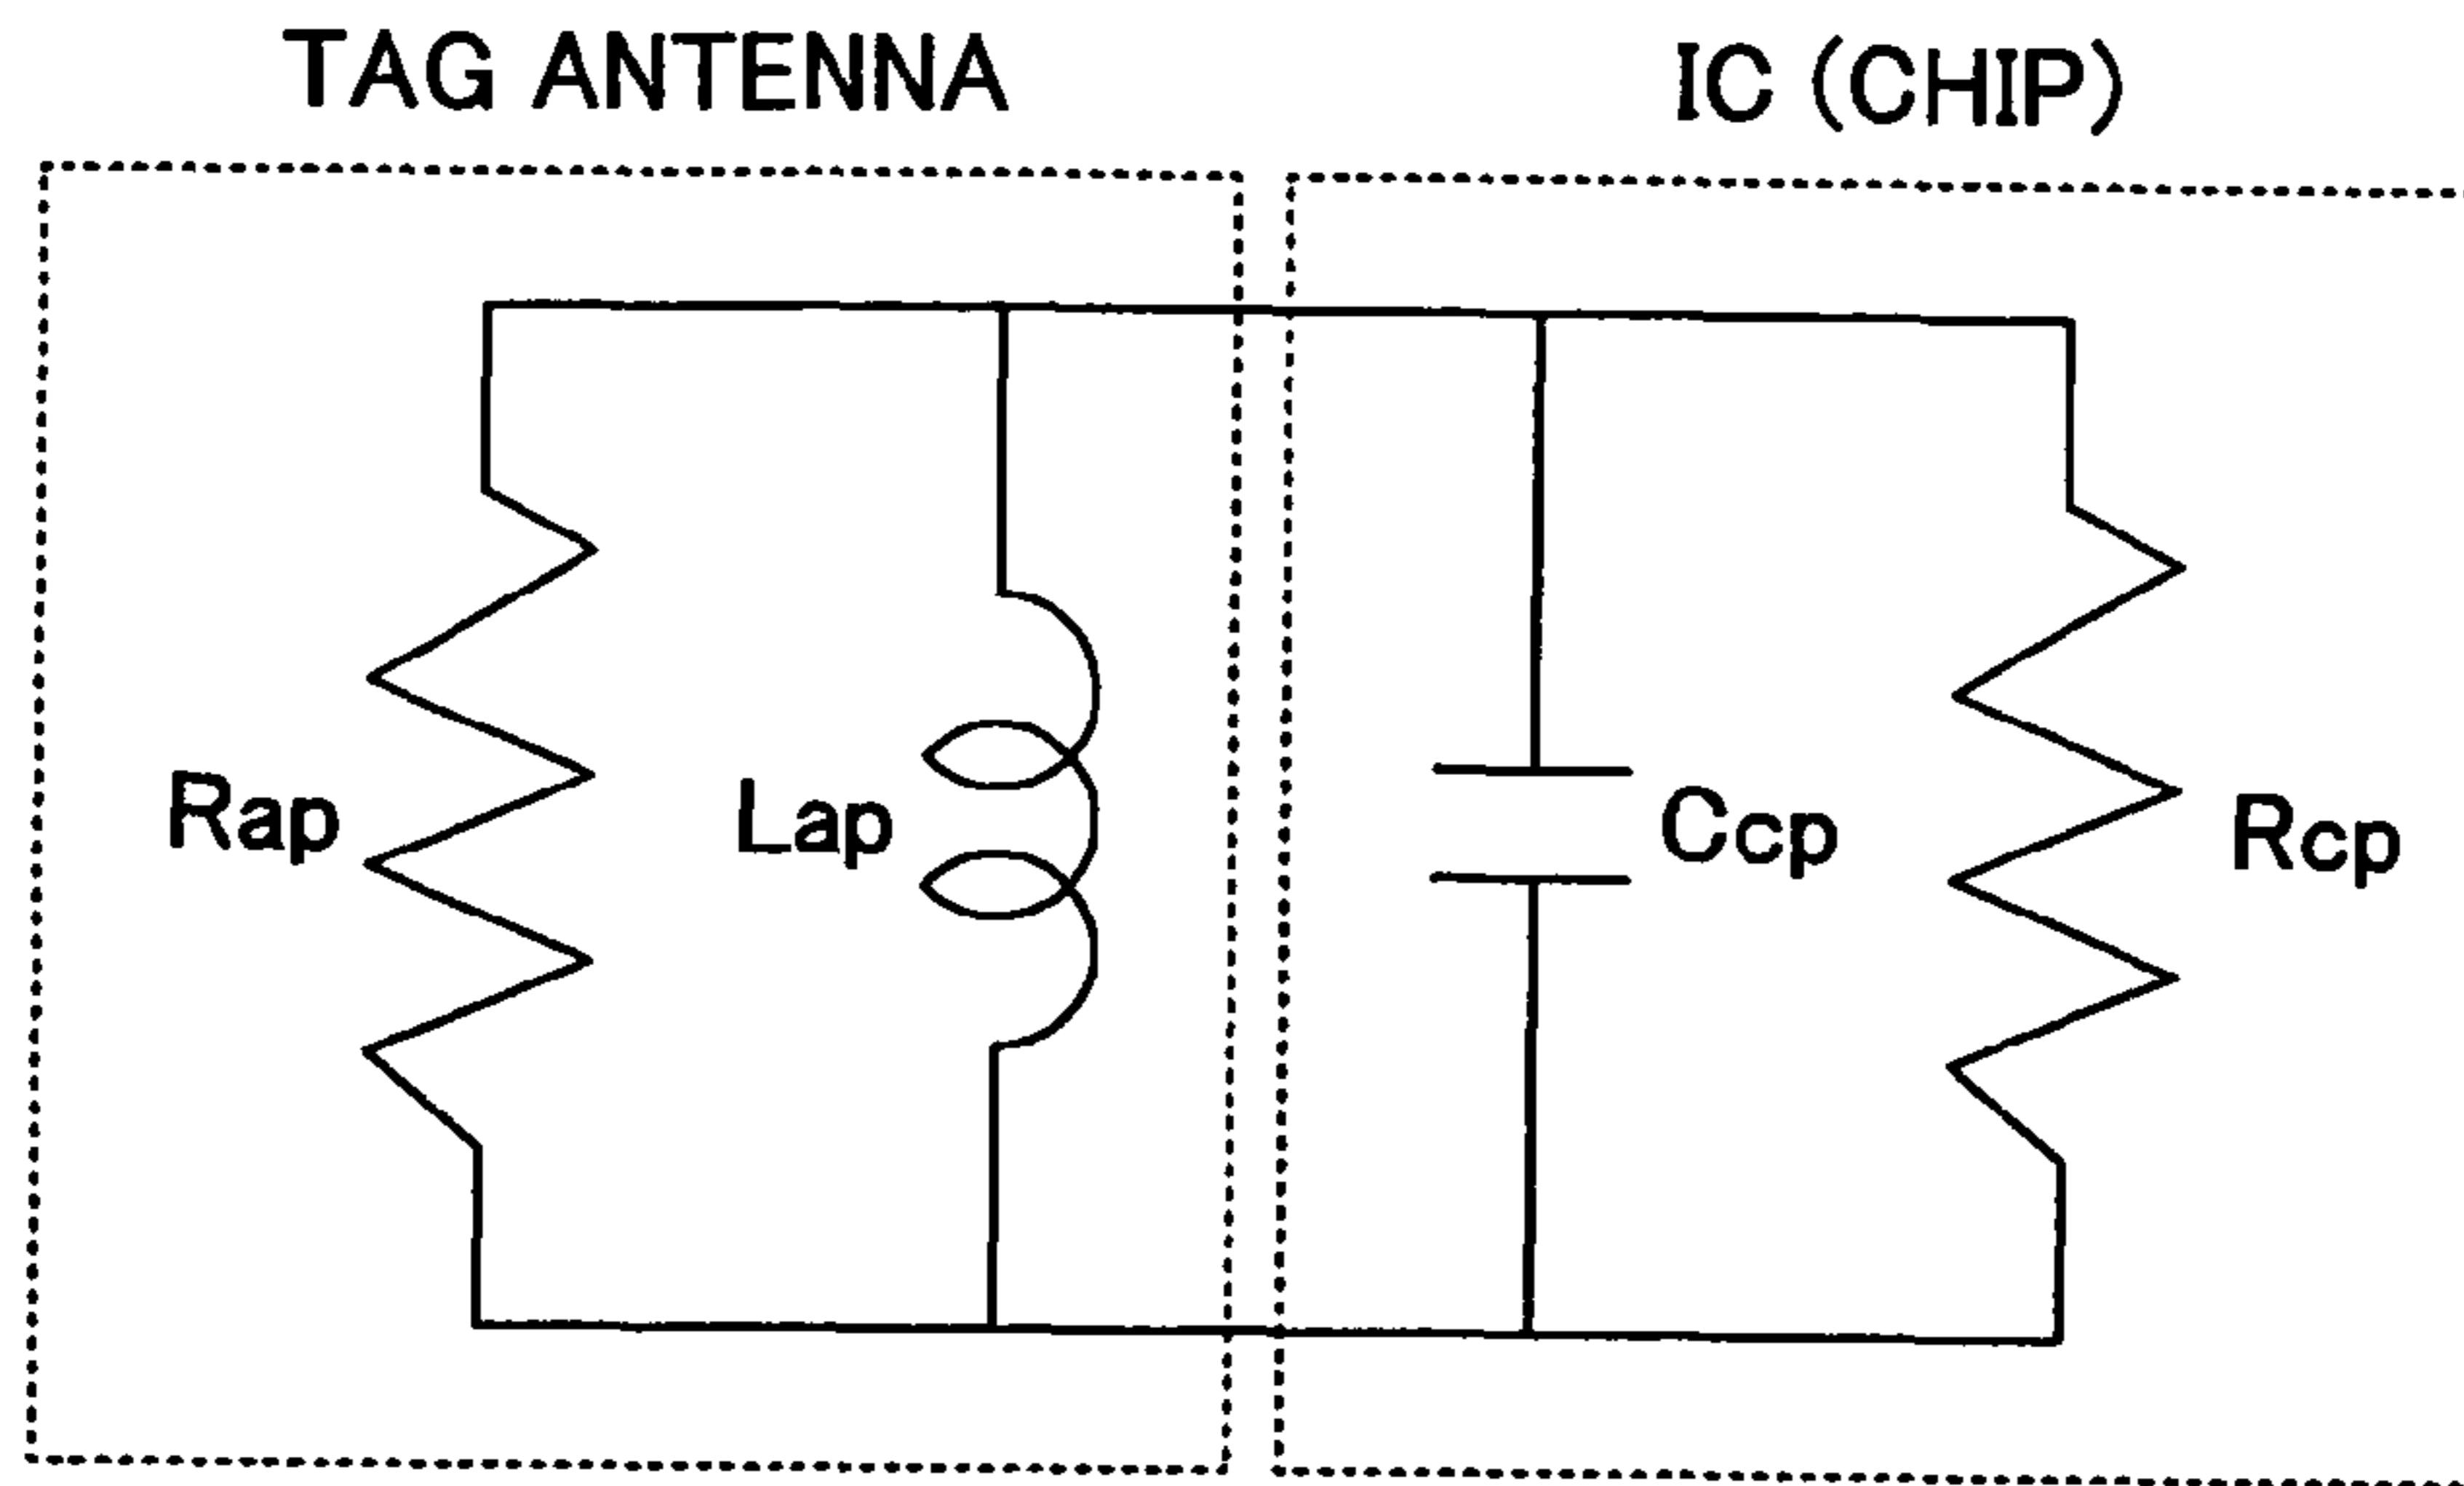 TAG ANTENNA
IC (CHIP)
Rap
Lap
Ccp
Rcp